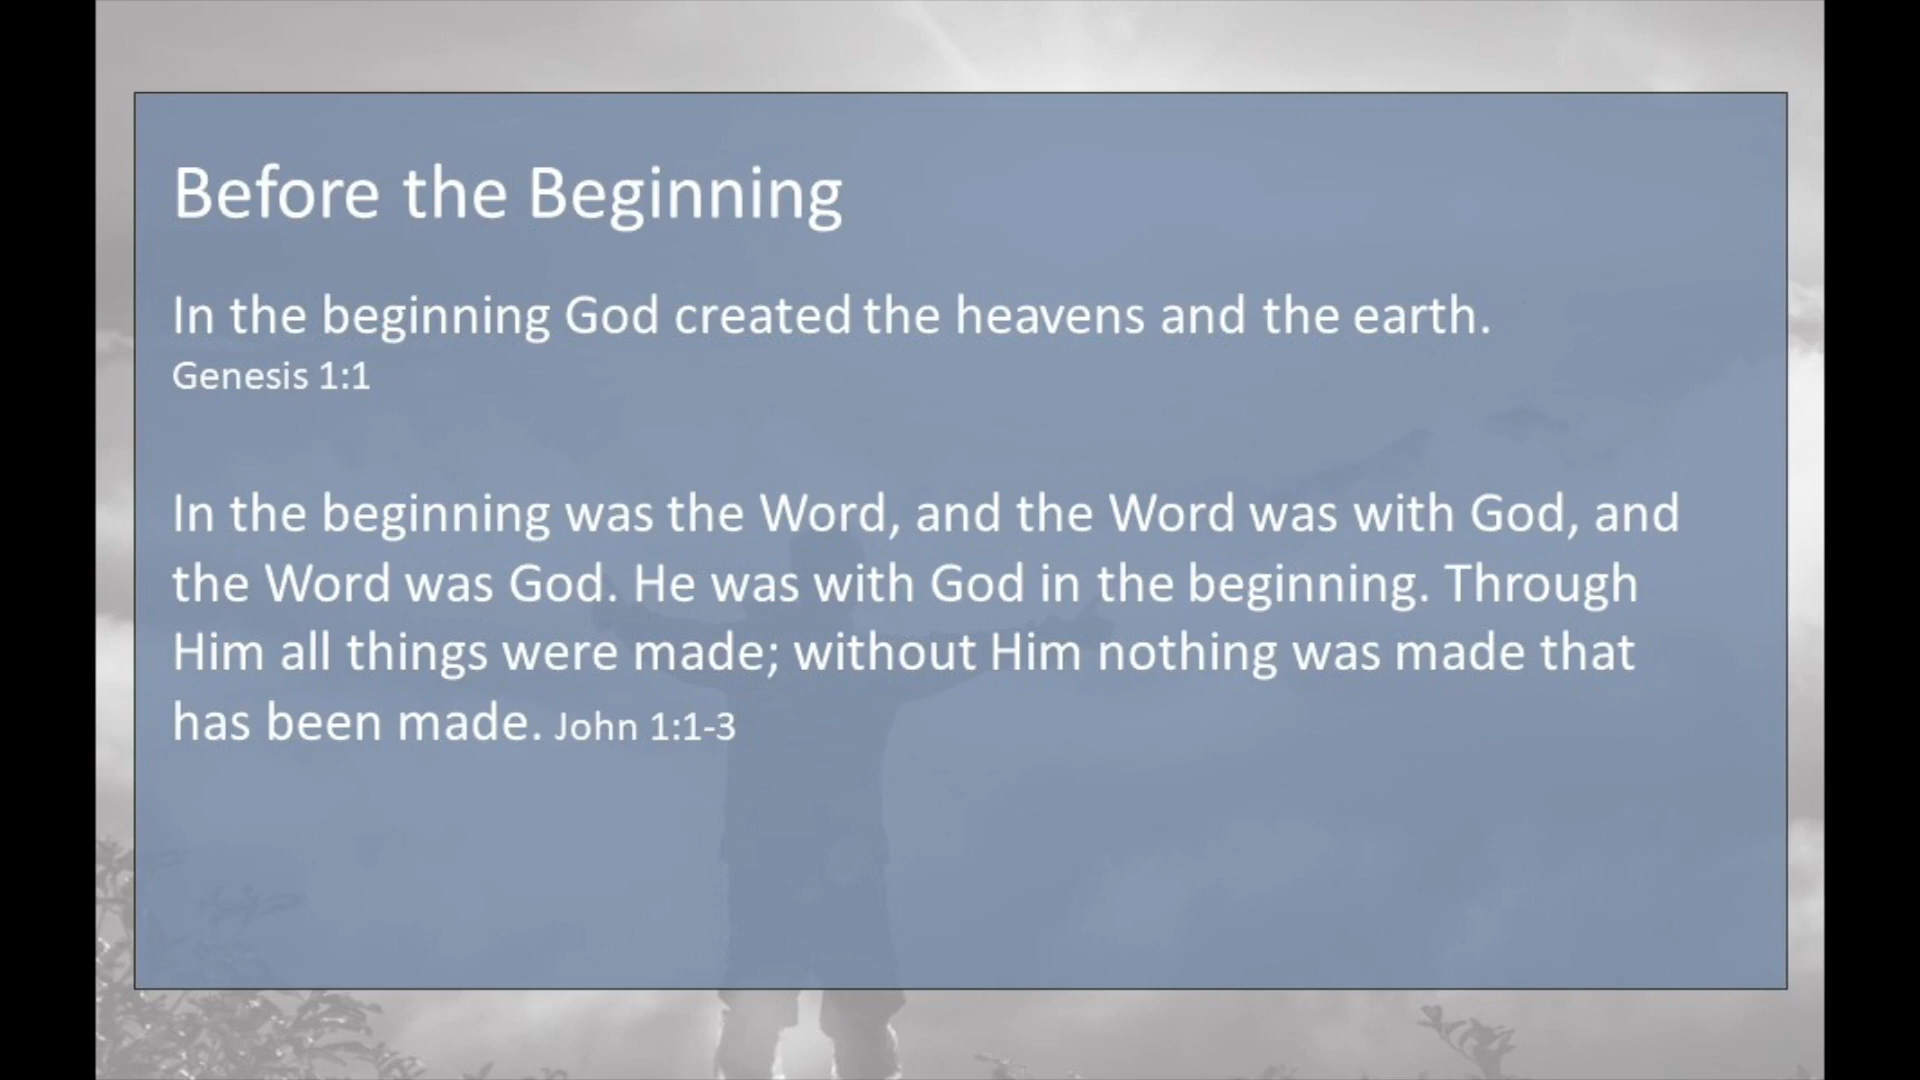 Before the Beginning
In the beginning God created the heavens and the earth.
Genesis 1:1
In the beginning was the Word, and the Word was with God, and
the Word was God. He was with God in the beginning. Through
Him all things were made; without Him nothing was made that
has been made. John 1:1-3